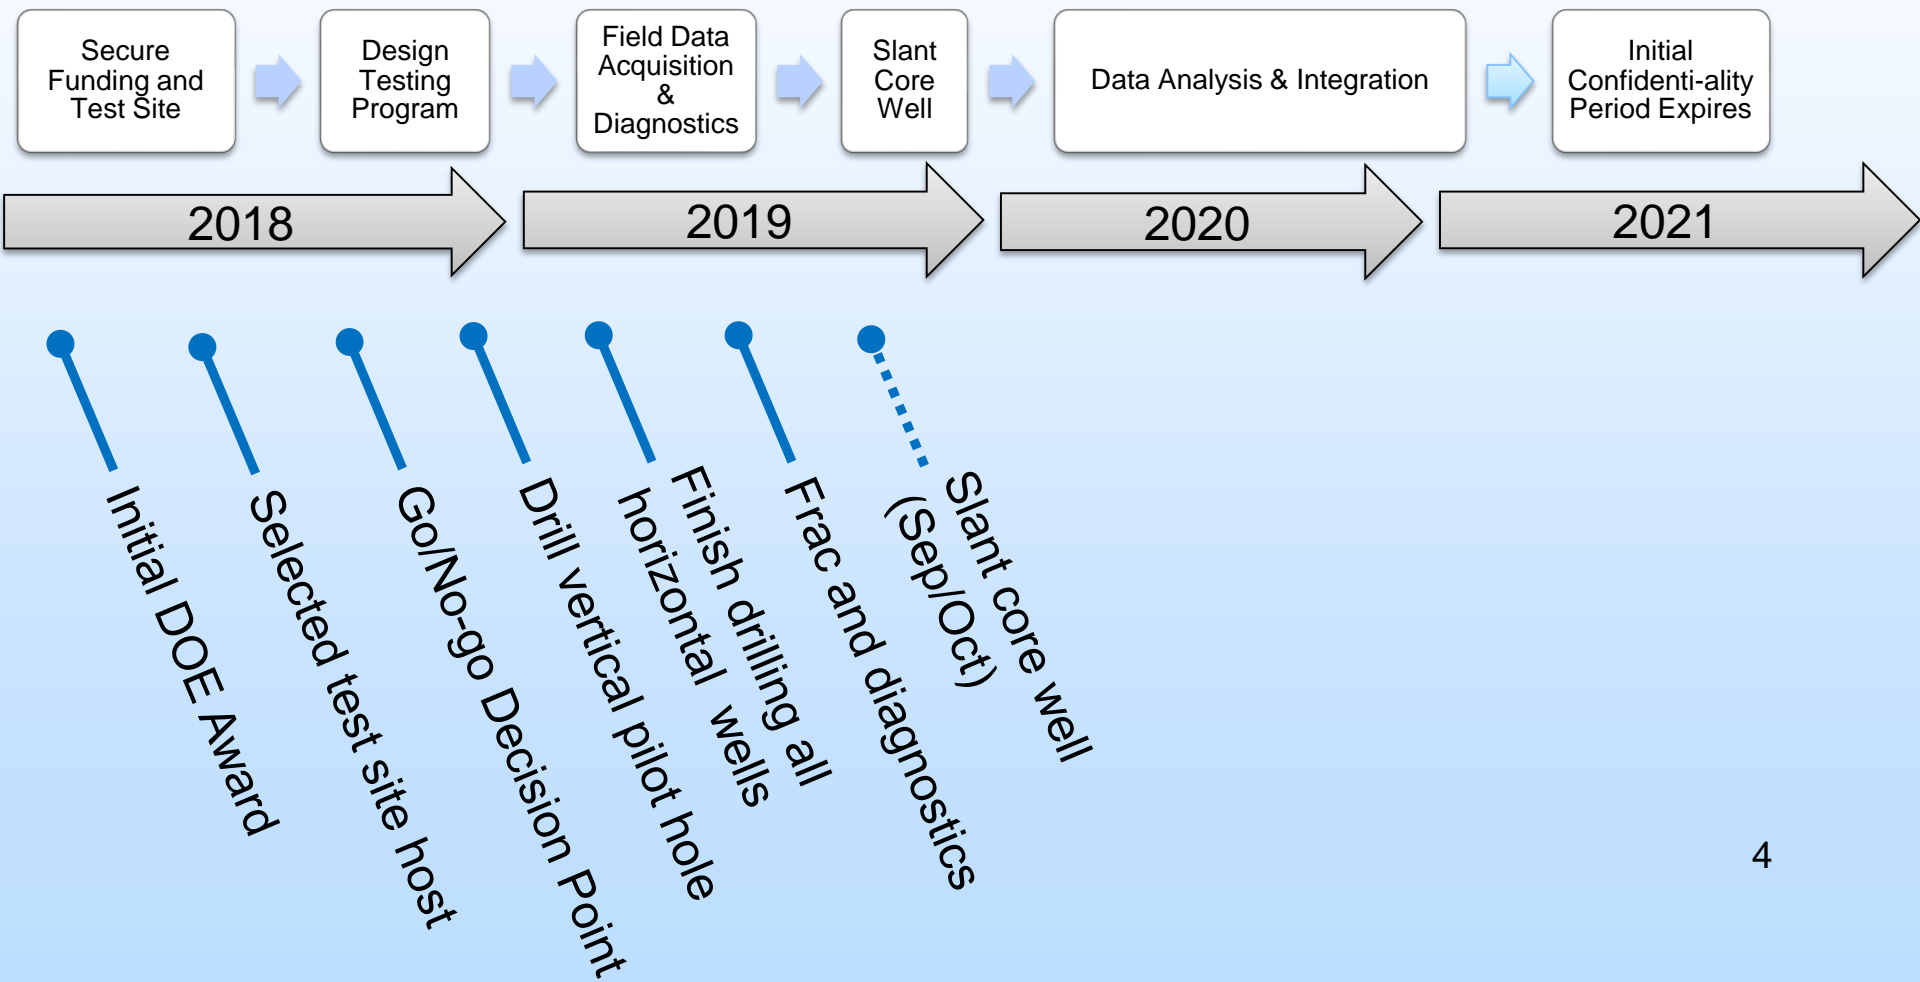 Secure
Funding and
Test Site
Design
Testing
Program
Field Data
Acquisition
&
Diagnostics
Slant
Core
Well
Data Analysis & Integration
Initial
Confidenti-ality
Period Expires
2018
2019
2020
2021
Initial DOE Award
Selected test site host
Go/No-go Decision Point
Drill vertical pilot hole
Finish drilling all
horizontal wells
Frac and diagnostics
Slant core well
(Sep/Oct)
4